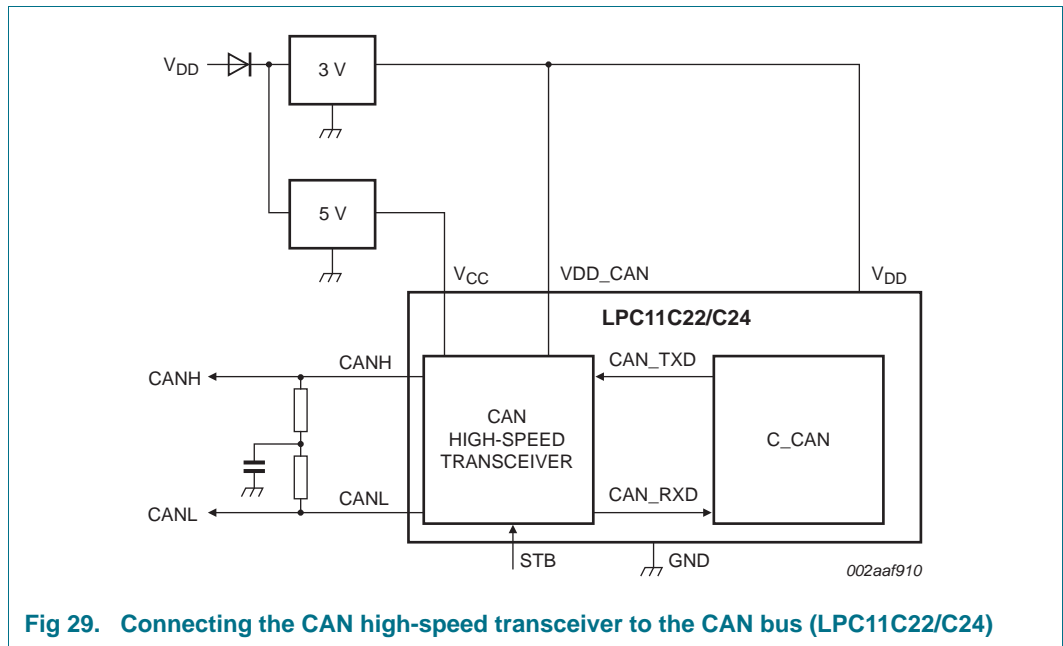 VDD
3 V
5 V
VCC
VDD_CAN
VDD
LPC11C22/C24
CANH
CANH
CAN_TXD
CAN
HIGH-SPEED
TRANSCEIVER
C_CAN
CANL
CANL
CAN_RXD
STB
GND
002aaf910
Fig 29. Connecting the CAN high-speed transceiver to the CAN bus (LPC11C22/C24)